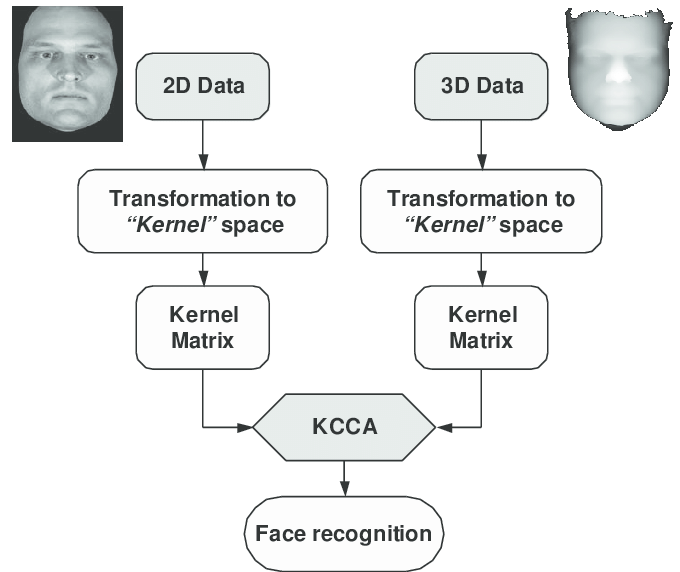 2D Data
3D Data
Transformation to
“Kernel” space
Transformation to
“Kernel” space
Kernel
Matrix
Kernel
Matrix
KCCA
Face recognition